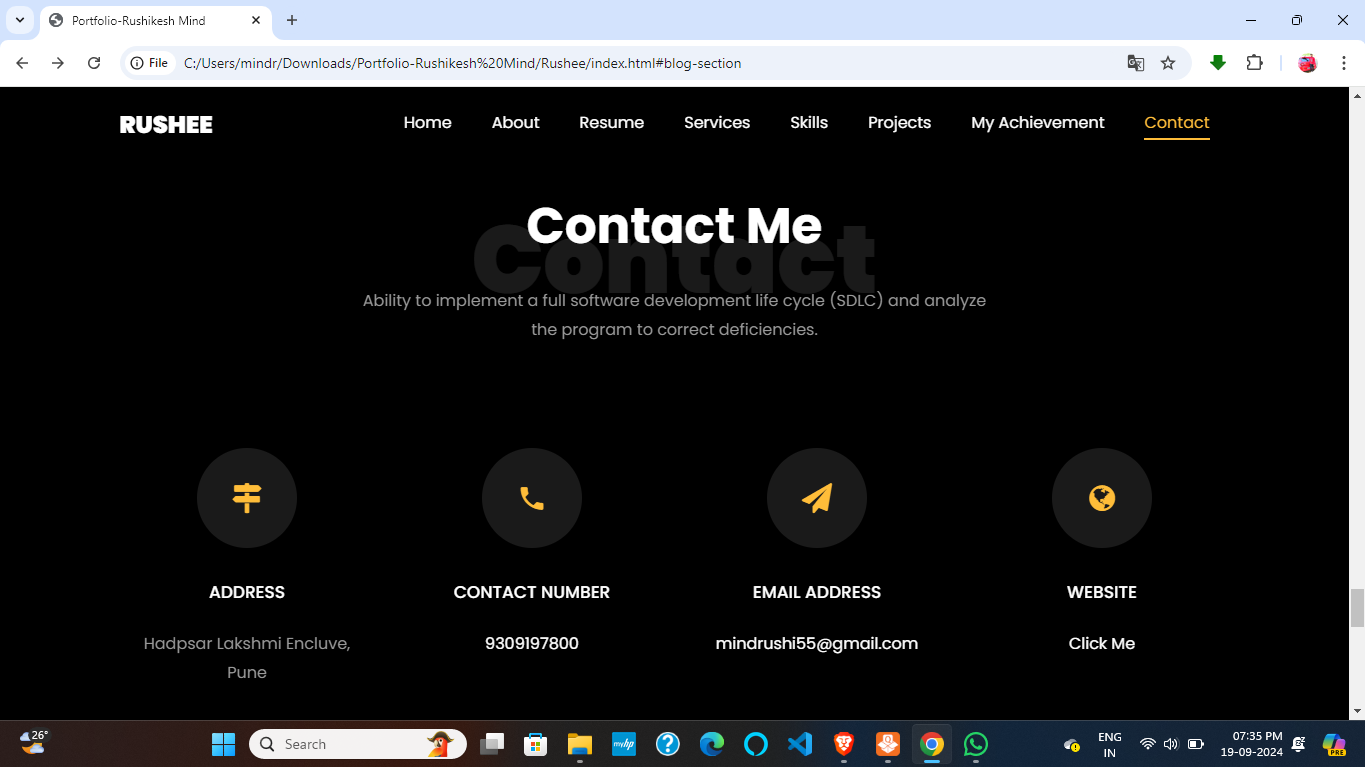 Portfolio-Rushikesh Mind
File
C:/Users/mindr/Downloads/Portfolio-Rushikesh%20Mind/Rushee/index.html#blog-section
RUSHEE
Home
About
Resume
Services
Skills
Projects
My Achievement
Contact
Contact
Contact Me
Ability to implement a full software development life cycle (SDLC) and analyze
the program to correct deficiencies.
ADDRESS
Hadpsar Lakshmi Encluve,
Pune
CONTACT NUMBER
9309197800
EMAIL ADDRESS
mindrushi55@gmail.com
WEBSITE
Click Me
26°
Search
myhp
ENG
IN
07:35 PM
19-09-2024
PRE